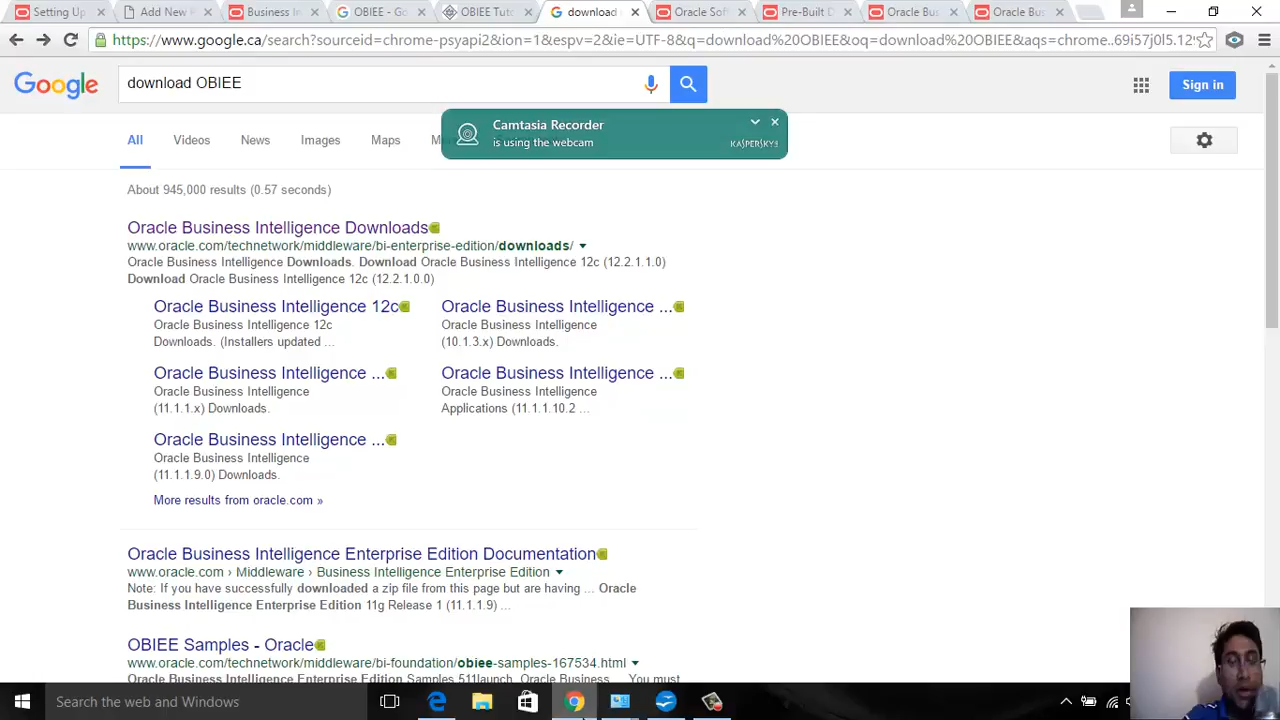 Setting Up
Add New
Business In
OBIEE - Go
OBIEE Tut
download
Oracle
Pre-Built D
Oracle Bus
Oracle Bus
https://www.google.ca/search?sourceid=chrome-psyapi2&ion=1&espv=2&ie=UTF-8&q=download%20OBIEE&oq=download%20OBIEE&aqs=chrome..69i57j0l5.12
Google
download OBIEE
Sign in
Camtasia Recorder
is using the webcam
KASPERSKY
All
Videos
News
Images
Maps
About 945,000 results (0.57 seconds)
Oracle Business Intelligence Downloads
www.oracle.com/technetwork/middleware/bi-enterprise-edition/downloads/
Oracle Business Intelligence Downloads. Download Oracle Business Intelligence 12c (12.2.1.1.0)
Download Oracle Business Intelligence 12c (12.2.1.0.0)
Oracle Business Intelligence 12c
Oracle Business Intelligence 12c
Downloads. (Installers updated ...
Oracle Business Intelligence ...
Oracle Business Intelligence
(10.1.3.x) Downloads.
Oracle Business Intelligence ...
Oracle Business Intelligence
(11.1.1.x) Downloads.
Oracle Business Intelligence ...
Oracle Business Intelligence
Applications (11.1.1.10.2 ...
Oracle Business Intelligence ...
Oracle Business Intelligence
(11.1.1.9.0) Downloads.
More results from oracle.com »
Oracle Business Intelligence Enterprise Edition Documentation
www.oracle.com › Middleware › Business Intelligence Enterprise Edition
Note: If you have successfully downloaded a zip file from this page but are having ... Oracle
Business Intelligence Enterprise Edition 11g Release 1 (11.1.1.9) ...
OBIEE Samples - Oracle
www.oracle.com/technetwork/middleware/bi-foundation/obiee-samples-167534.html
Oracle Business Intelligence Enterprise Edition Samples 511launch. Oracle Business ... You must
Search the web and Windows